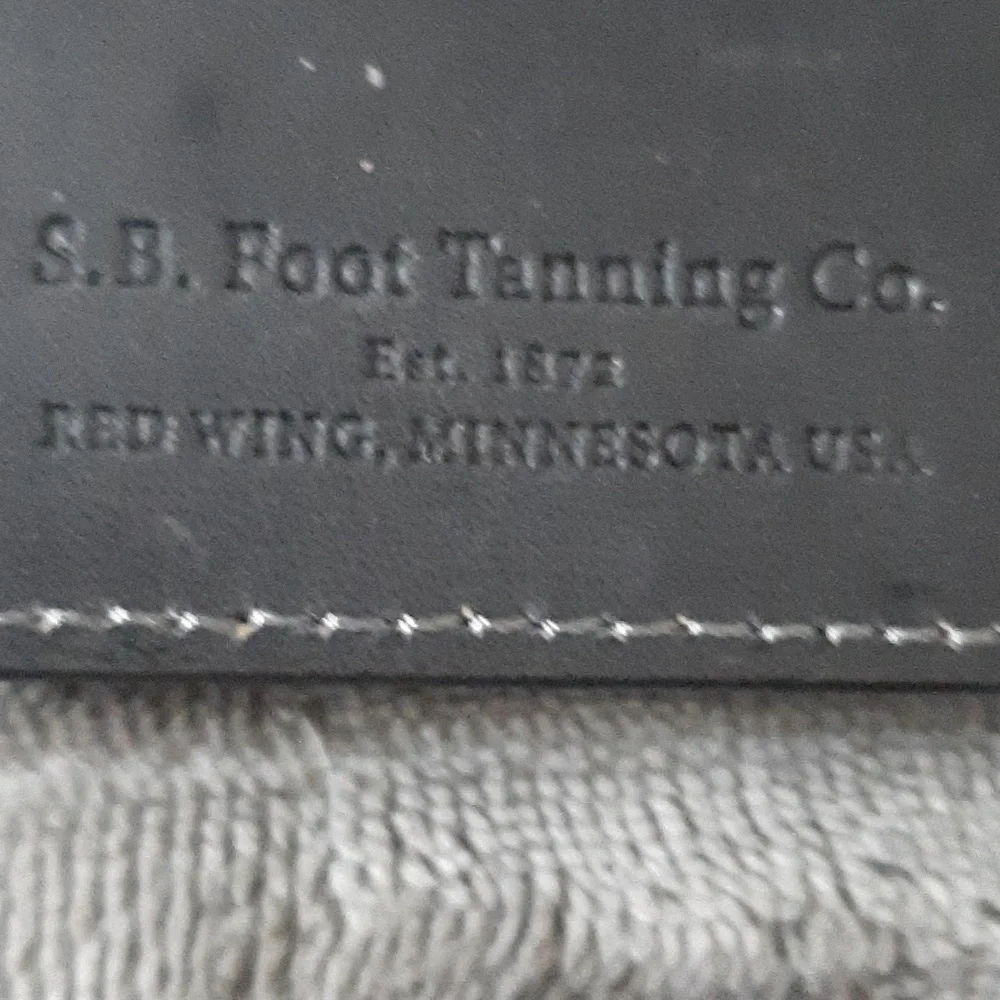 S.B. Foot Tanning Co.
Est. 1872
RED WING, MINNESOTA USA